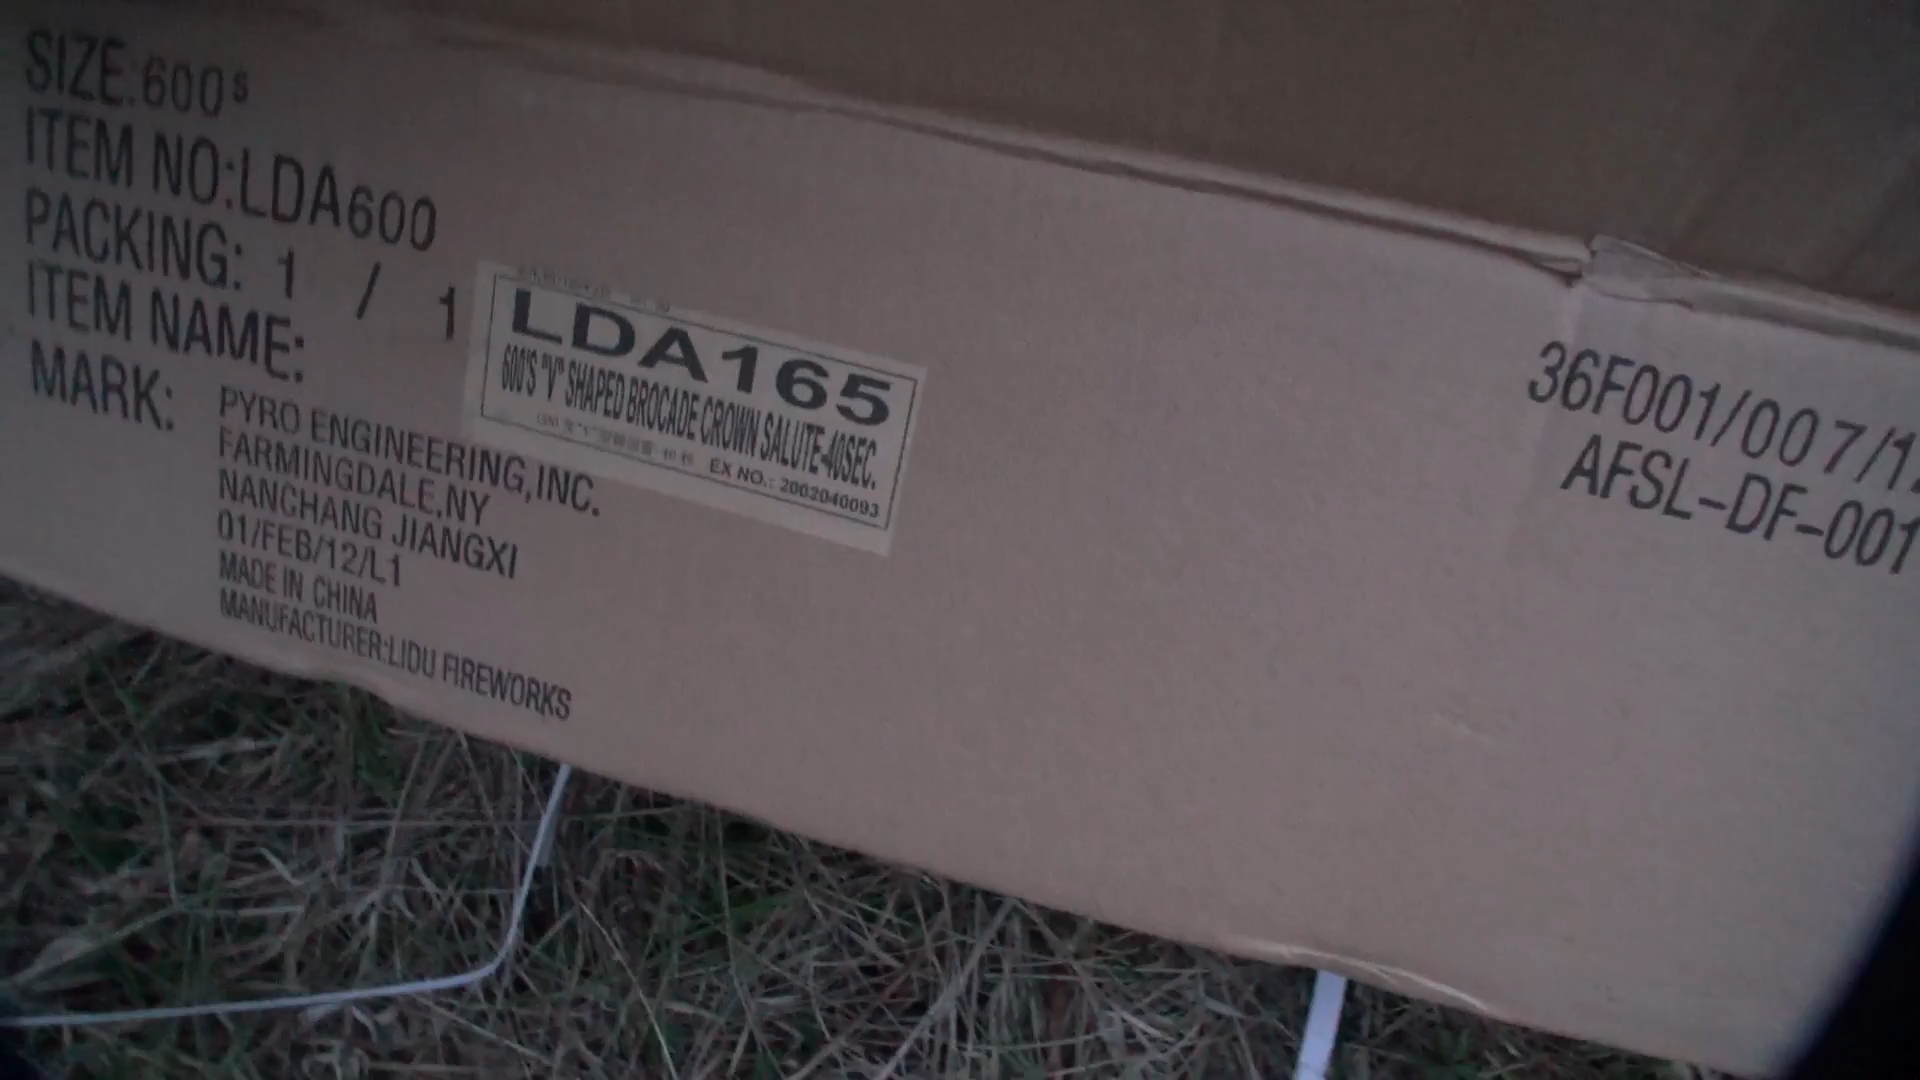 SIZE:600s
ITEM NO:LDA600
PACKING: 1 / 1
ITEM NAME:
LDA165
600'S "V" SHAPED BROCADE CROWN SALUTE-40SEC.
EX NO.: 2002040093
MARK:
PYRO ENGINEERING,INC.
FARMINGDALE,NY
NANCHANG JIANGXI
01/FEB/12/L1
MADE IN CHINA
MANUFACTURER:LIDU FIREWORKS
36F001/007/1
AFSL-DF-001